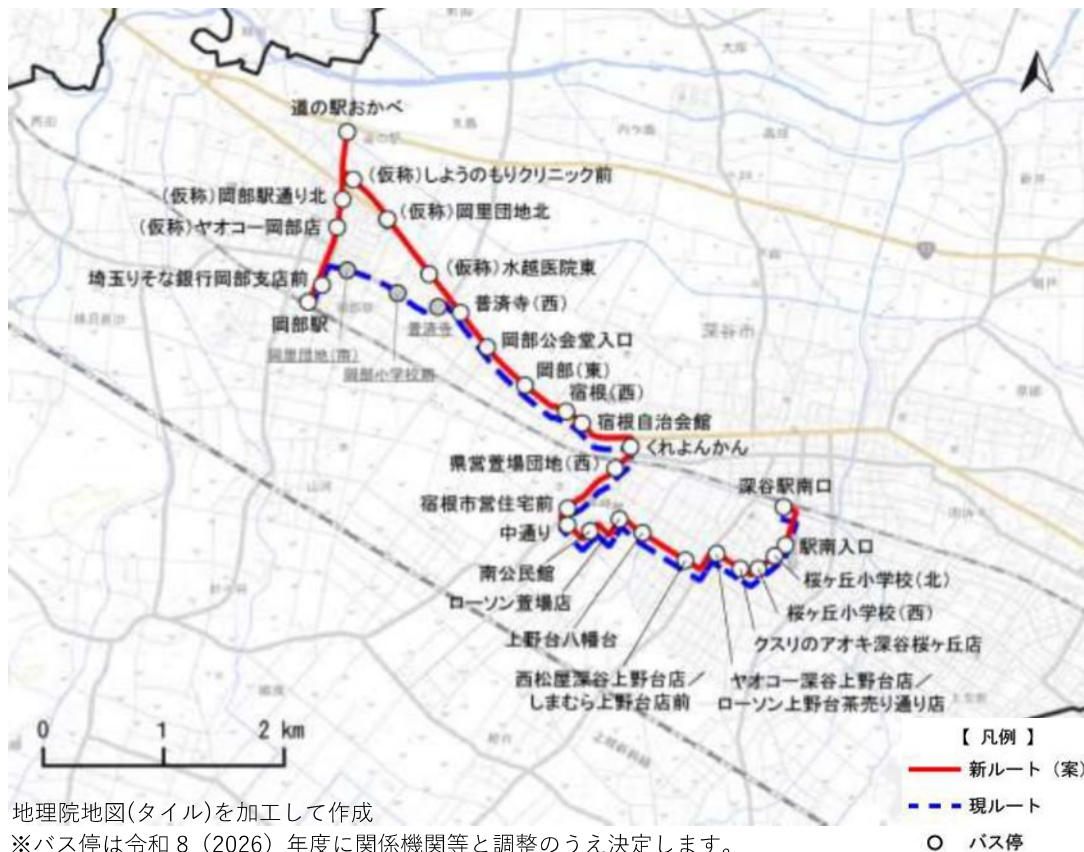 道の駅おかべ
(仮称)しようのもりクリニック前
(仮称)岡部駅通り北
(仮称)岡里団地北
(仮称)ヤオコー岡部店
(仮称)水越医院東
埼玉りそな銀行岡部支店前
普済寺(西)
岡部駅
普済寺
岡部公会堂入口
深谷市
岡里団地(南)
岡部小学校前
岡部(東)
宿根(西)
宿根自治会館
くれよんかん
県営萱場団地(西)
深谷駅南口
宿根市営住宅前
中通り
駅南入口
南公民館
桜ヶ丘小学校(北)
ローソン萱場店
桜ヶ丘小学校(西)
上野台八幡台
クスリのアオキ深谷桜ヶ丘店
西松屋深谷上野台店/
しまむら上野台店前
ヤオコー深谷上野台店/
ローソン上野台茶売り通り店
0 1 2 km
【 凡例 】
新ルート(案)
現ルート
バス停
地理院地図(タイル)を加工して作成
※バス停は令和8(2026)年度に関係機関等と調整のうえ決定します。